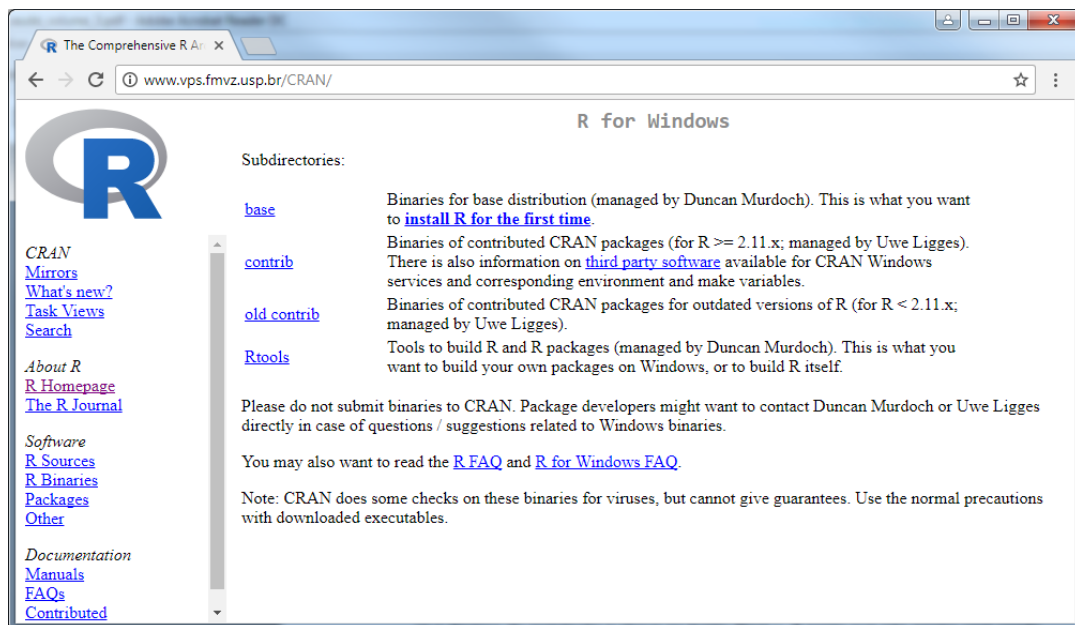 Acrobat Reader DC
The Comprehensive R Ar
www.vps.fmvz.usp.br/CRAN/
R
CRAN
Mirrors
What's new?
Task Views
Search
About R
R Homepage
The R Journal
Software
R Sources
R Binaries
Packages
Other
Documentation
Manuals
FAQs
Contributed
R for Windows
Subdirectories:
base
Binaries for base distribution (managed by Duncan Murdoch). This is what you want
to install R for the first time.
contrib
Binaries of contributed CRAN packages (for R >= 2.11.x; managed by Uwe Ligges).
There is also information on third party software available for CRAN Windows
services and corresponding environment and make variables.
old contrib
Binaries of contributed CRAN packages for outdated versions of R (for R < 2.11.x;
managed by Uwe Ligges).
Rtools
Tools to build R and R packages (managed by Duncan Murdoch). This is what you
want to build your own packages on Windows, or to build R itself.
Please do not submit binaries to CRAN. Package developers might want to contact Duncan Murdoch or Uwe Ligges
directly in case of questions / suggestions related to Windows binaries.
You may also want to read the R FAQ and R for Windows FAQ.
Note: CRAN does some checks on these binaries for viruses, but cannot give guarantees. Use the normal precautions
with downloaded executables.